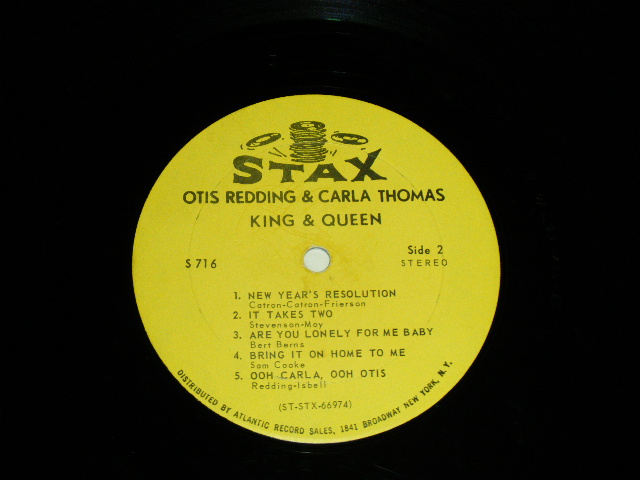 STAX
OTIS REDDING & CARLA THOMAS
KING & QUEEN
S 716
Side 2
STEREO
1. NEW YEAR'S RESOLUTION
Catron-Catron-Frierson
2. IT TAKES TWO
Stevenson-Moy
3. ARE YOU LONELY FOR ME BABY
Bert Berns
4. BRING IT ON HOME TO ME
Sam Cooke
5. OOH CARLA, OOH OTIS
Redding-Isbell
(ST-STX-66974)
DISTRIBUTED BY ATLANTIC RECORD SALES, 1841 BROADWAY NEW YORK, N.Y.